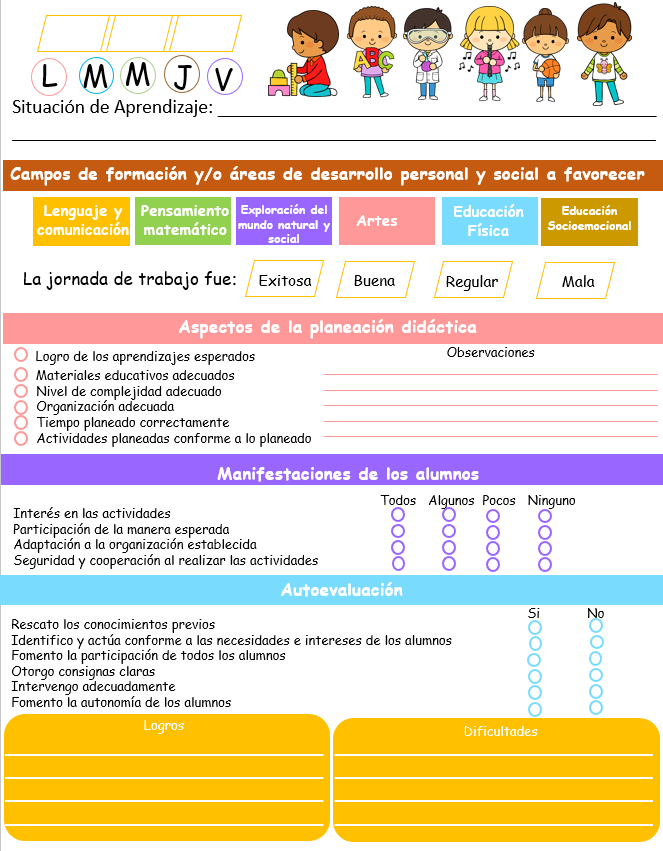 L M M J V
ABC
Situación de Aprendizaje:
Campos de formación y/o áreas de desarrollo personal y social a favorecer
Lenguaje y
comunicación
Pensamiento
matemático
Exploración del
mundo natural y
social
Artes
Educación
Física
Educación
Socioemocional
La jornada de trabajo fue: Exitosa Buena Regular Mala
Aspectos de la planeación didáctica
Observaciones
Logro de los aprendizajes esperados
Materiales educativos adecuados
Nivel de complejidad adecuado
Organización adecuada
Tiempo planeado correctamente
Actividades planeadas conforme a lo planeado
Manifestaciones de los alumnos
Todos Algunos Pocos Ninguno
Interés en las actividades
Participación de la manera esperada
Adaptación a la organización establecida
Seguridad y cooperación al realizar las actividades
Autoevaluación
Si No
Rescato los conocimientos previos
Identifico y actúa conforme a las necesidades e intereses de los alumnos
Fomento la participación de todos los alumnos
Otorgo consignas claras
Intervengo adecuadamente
Fomento la autonomía de los alumnos
Logros
Dificultades